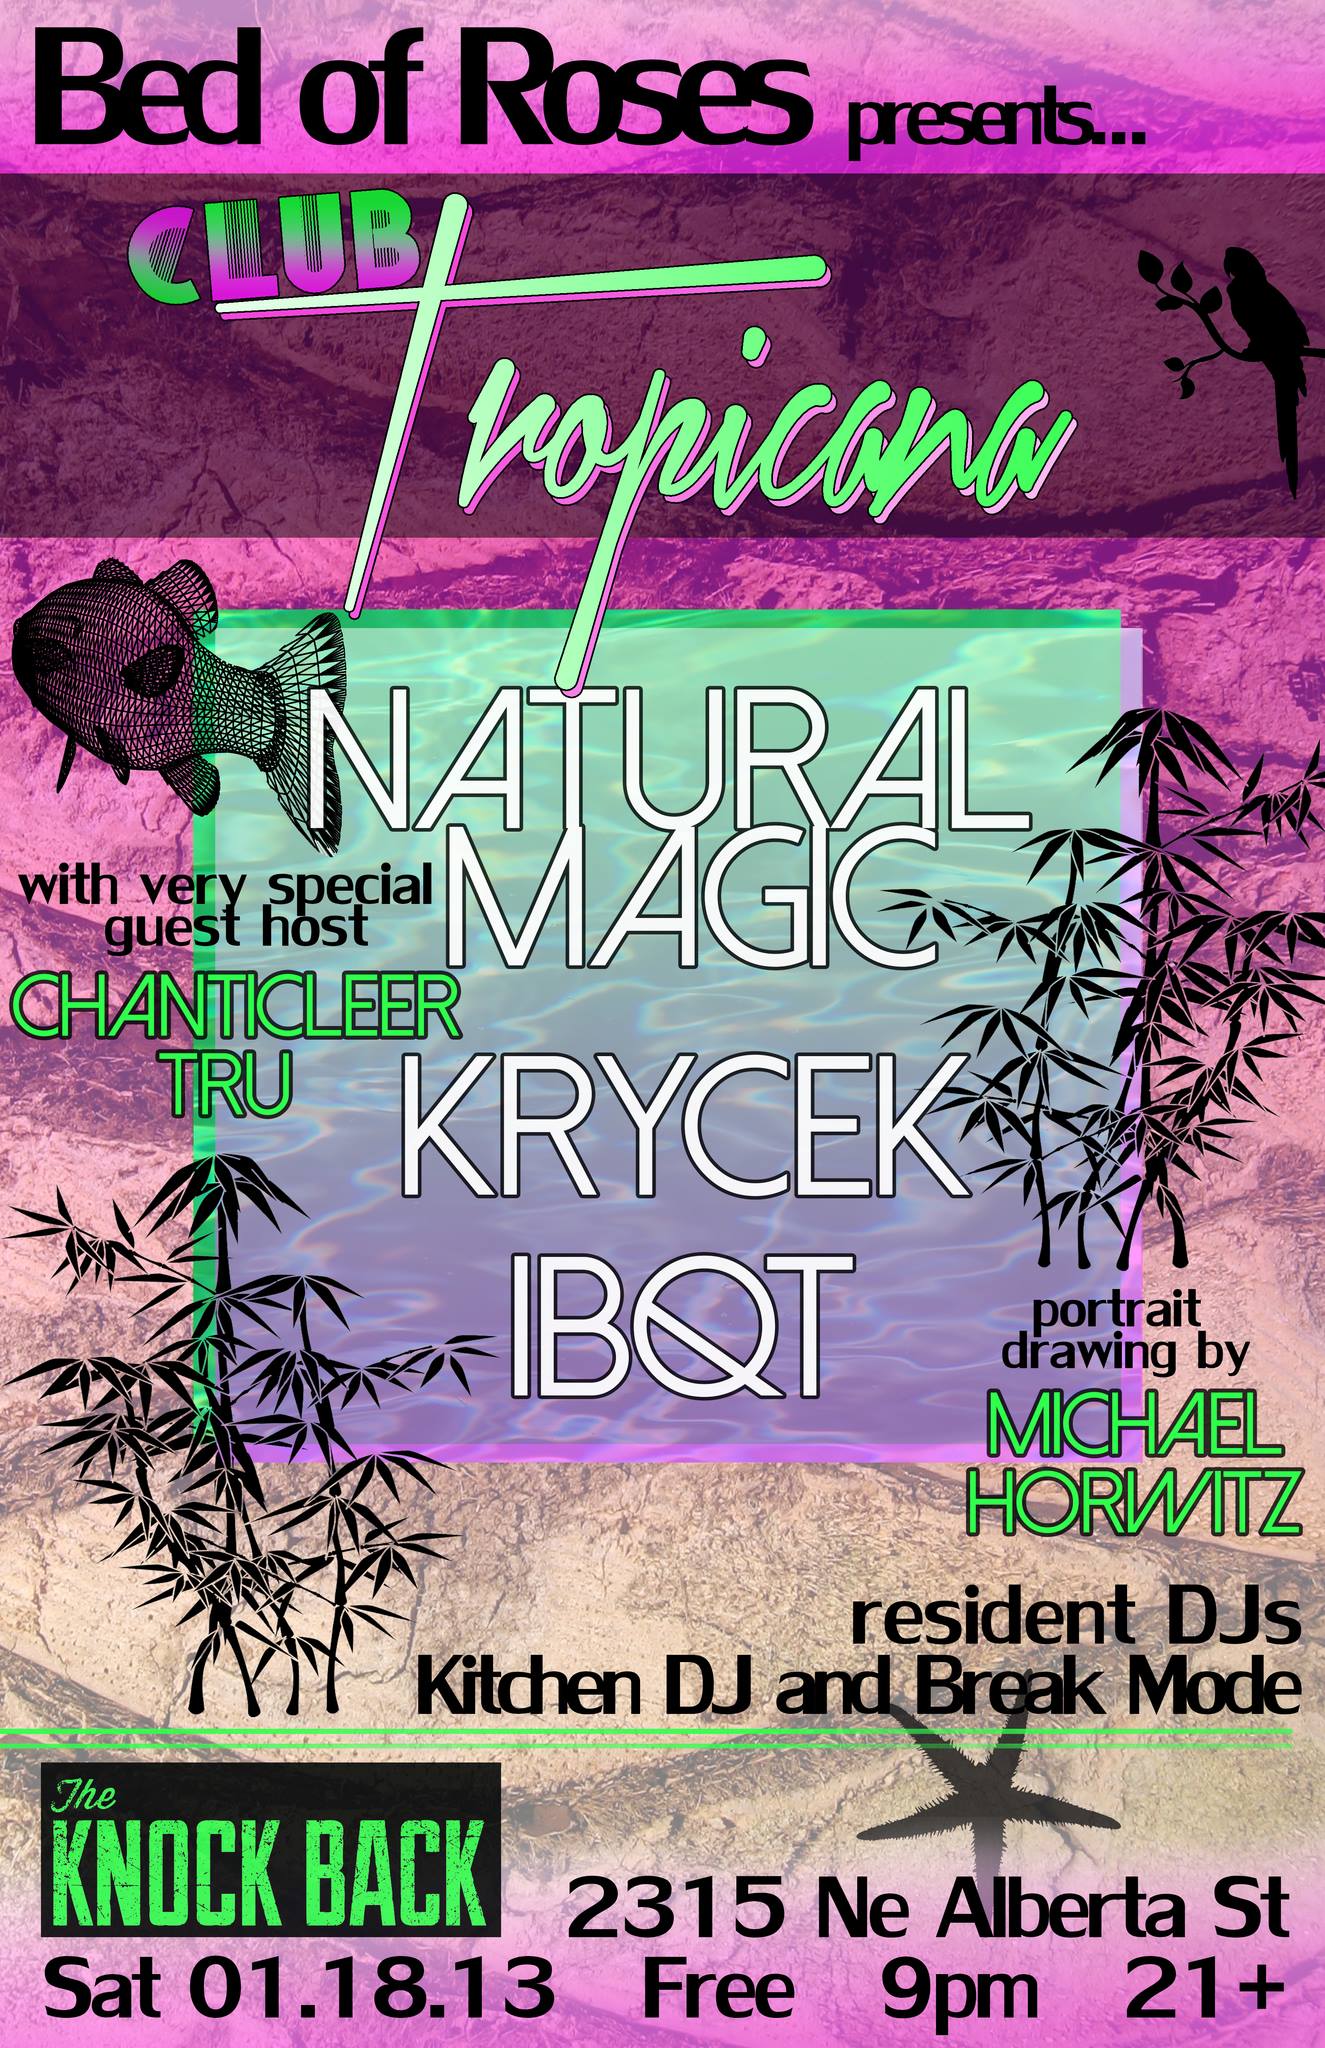 Bed of Roses presents...
CLUB
Tropicana
NATURAL
MAGIC
with very special
guest host
CHANTICLEER
TRU
KRYCEK
IBQT
portrait
drawing by
MICHAEL
HORWITZ
resident DJs
Kitchen DJ and Break Mode
The
KNOCK BACK
2315 Ne Alberta St
Sat 01.18.13 Free 9pm 21+